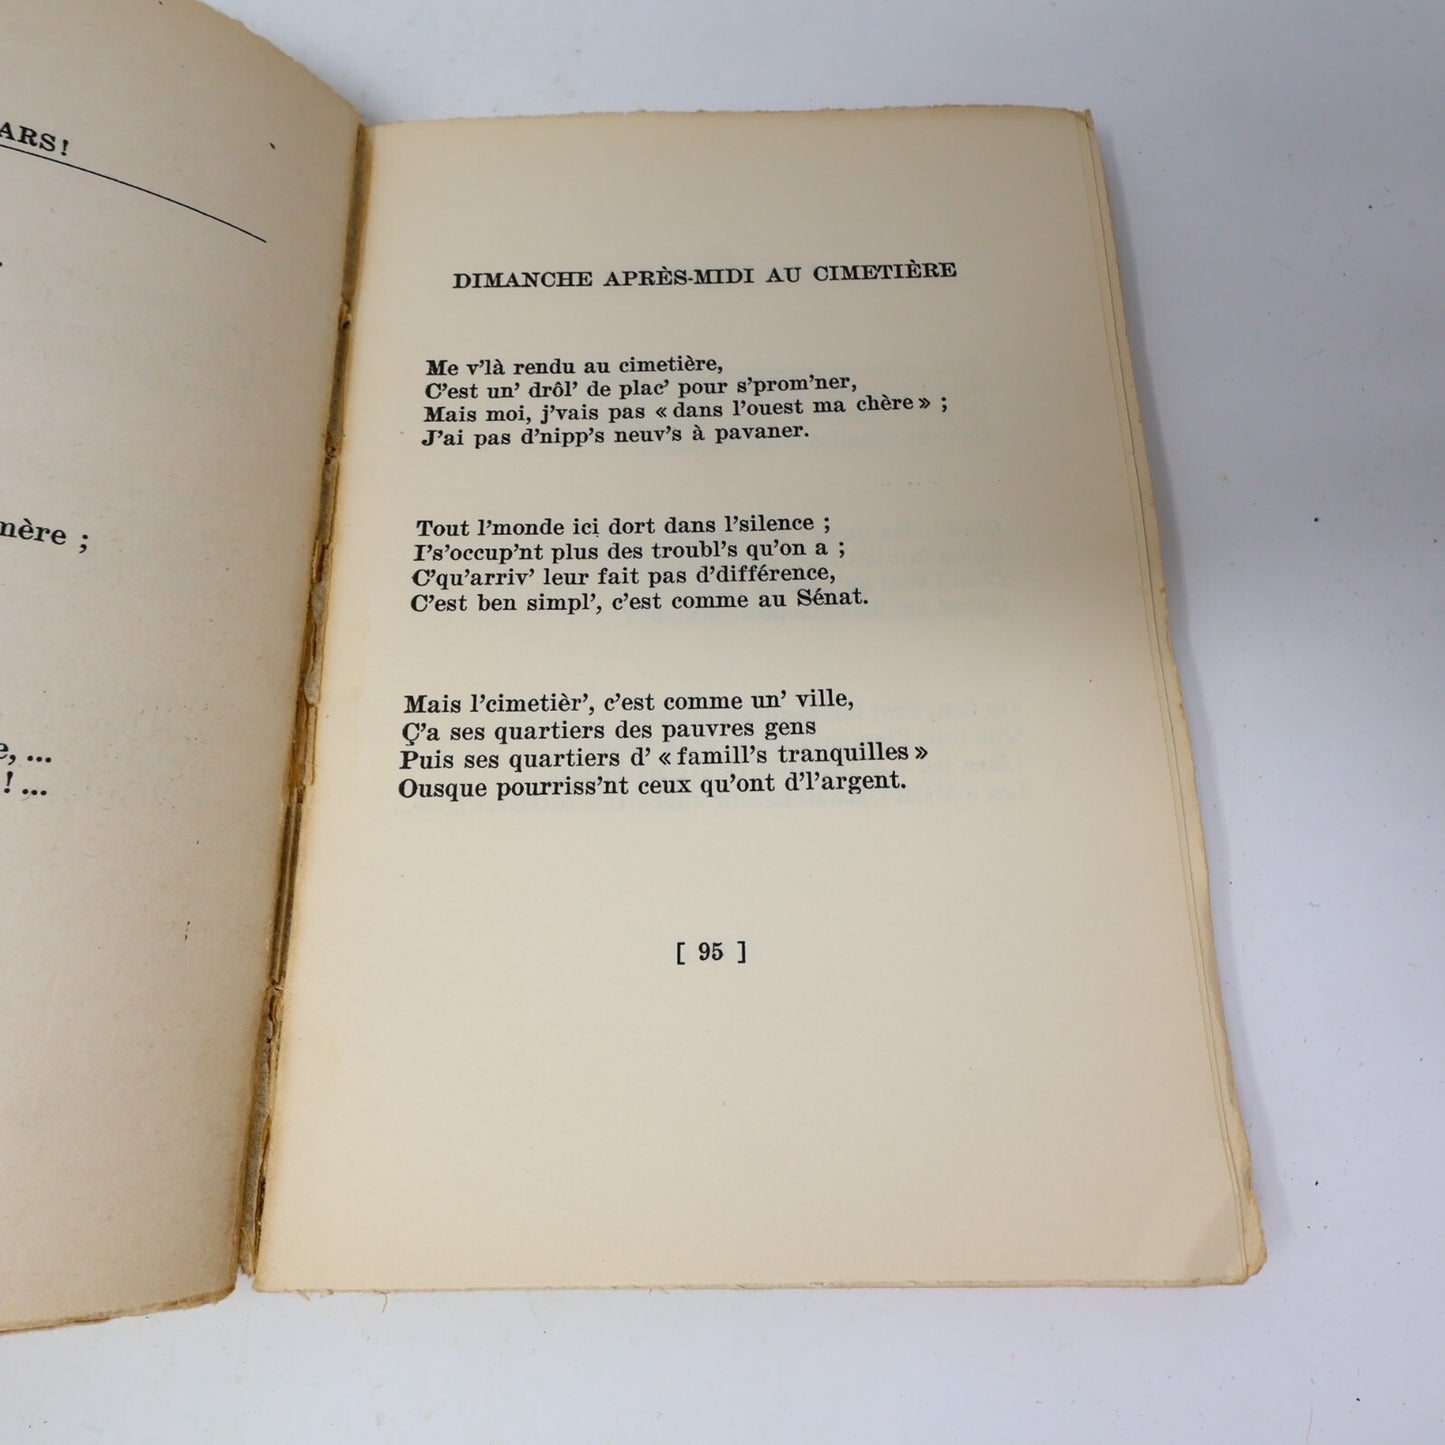 ARS!
.
mère ;
e, ...
! ...
DIMANCHE APRÈS-MIDI AU CIMETIÈRE
Me v'là rendu au cimetière,
C'est un' drôl' de plac' pour s'prom'ner,
Mais moi, j'vais pas « dans l'ouest ma chère » ;
J'ai pas d'nipp's neuv's à pavaner.
Tout l'monde ici dort dans l'silence ;
I's'occup'nt plus des troubl's qu'on a ;
C'qu'arriv' leur fait pas d'différence,
C'est ben simpl', c'est comme au Sénat.
Mais l'cimetièr', c'est comme un' ville,
Ç'a ses quartiers des pauvres gens
Puis ses quartiers d' « famill's tranquilles »
Ousque pourriss'nt ceux qu'ont d'l'argent.
[ 95 ]